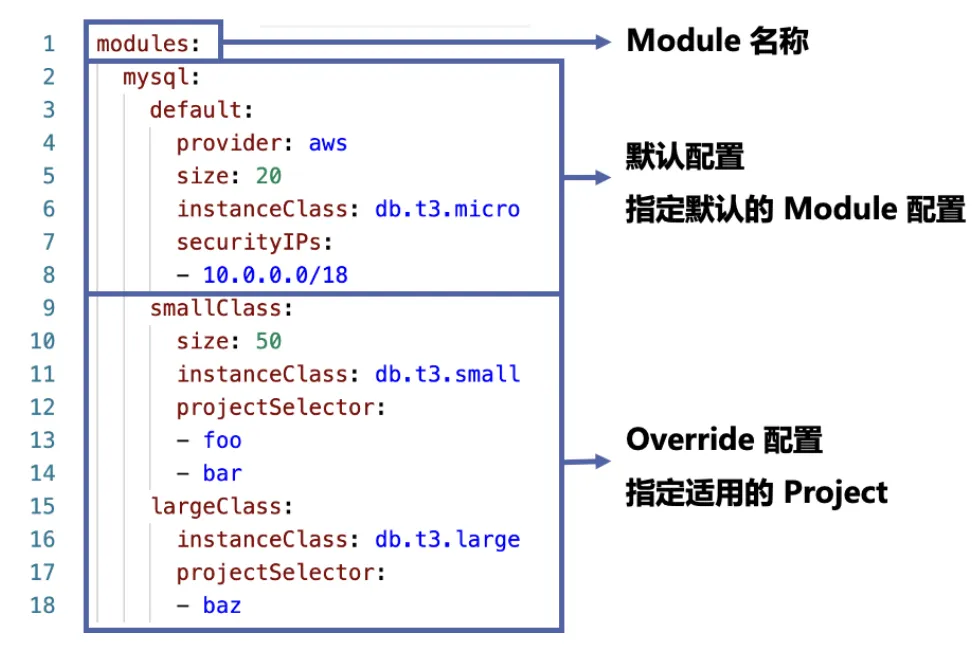 1 modules:
2 mysql:
3 default:
4 provider: aws
5 size: 20
6 instanceClass: db.t3.micro
7 securityIPs:
8 - 10.0.0.0/18
9 smallClass:
10 size: 50
11 instanceClass: db.t3.small
12 projectSelector:
13 - foo
14 - bar
15 largeClass:
16 instanceClass: db.t3.large
17 projectSelector:
18 - baz
Module 名称
默认配置
指定默认的 Module 配置
Override 配置
指定适用的 Project